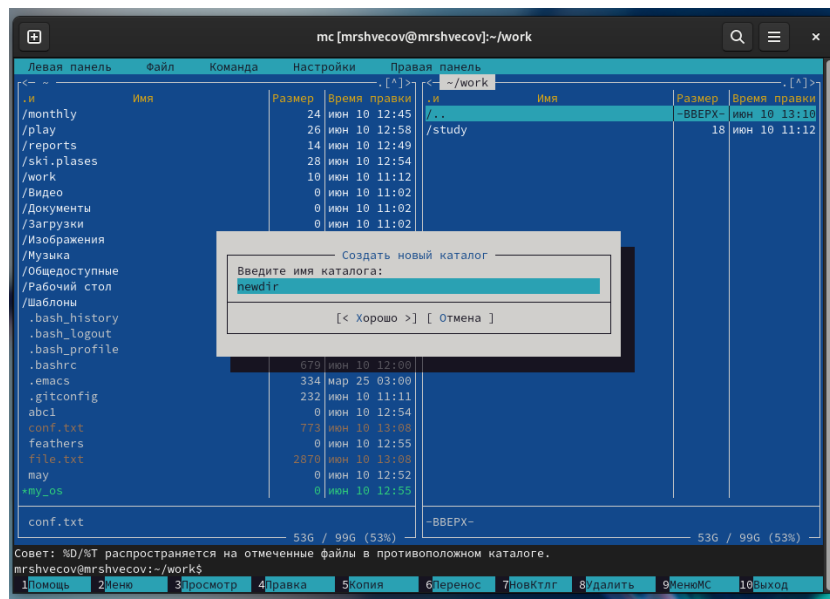 mc [mrshvecov@mrshvecov]:~/work
Левая панель Файл Команда Настройки Правая панель
<— ~ .[^]> <— ~/work .[^]>
.и Имя Размер Время правки .и Имя Размер Время правки
/monthly 24 июн 10 12:45 /.. -ВВЕРХ- июн 10 13:10
/play 26 июн 10 12:58 /study 18 июн 10 11:12
/reports 14 июн 10 12:49
/ski.plases 28 июн 10 12:54
/work 10 июн 10 11:12
/Видео 0 июн 10 11:02
/Документы 0 июн 10 11:02
/Загрузки 0 июн 10 11:02
/Изображения
/Музыка
/Общедоступные
/Рабочий стол
/Шаблоны
.bash_history
.bash_logout
.bash_profile
Создать новый каталог
Введите имя каталога:
newdir
[< Хорошо >] [ Отмена ]
.bashrc 679 июн 10 12:00
.emacs 334 мар 25 03:00
.gitconfig 232 июн 10 11:11
abc1 0 июн 10 12:54
conf.txt 773 июн 10 13:08
feathers 0 июн 10 12:55
file.txt 2870 июн 10 13:08
may 0 июн 10 12:52
*my_os 0 июн 10 12:55
conf.txt -ВВЕРХ-
53G / 99G (53%) 53G / 99G (53%)
Совет: %D/%T распространяется на отмеченные файлы в противоположном каталоге.
mrshvecov@mrshvecov:~/work$
1Помощь 2Меню 3Просмотр 4Правка 5Копия 6Перенос 7НовКтлг 8Удалить 9МенюМС 10Выход